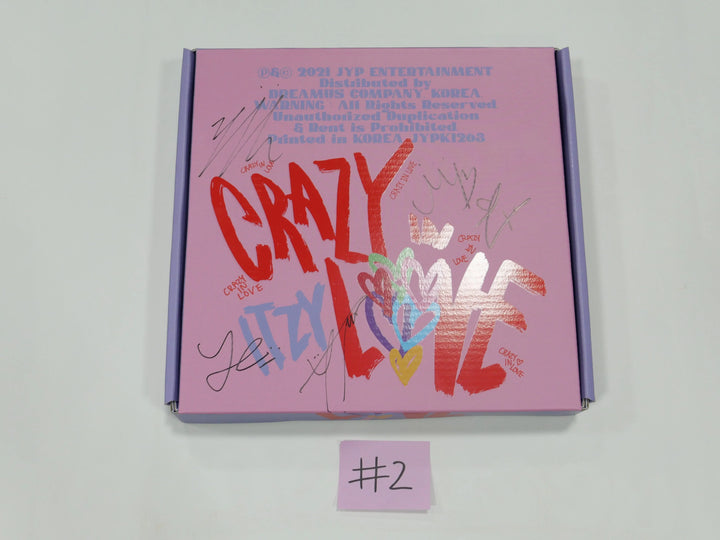 ℗&© 2021 JYP ENTERTAINMENT
Distributed by
DREAMUS COMPANY, KOREA.
WARNING : All Rights Reserved.
Unauthorized Duplication
& Rent is Prohibited.
Printed in KOREA. JYPK1263
CRAZY IN
LOVE
CRAZY IN LOVE
CRAZY
IN
LOVE
CRAZY
IN
LOVE
CRAZY
IN LOVE
ITZY
CRAZY
IN LOVE
#2